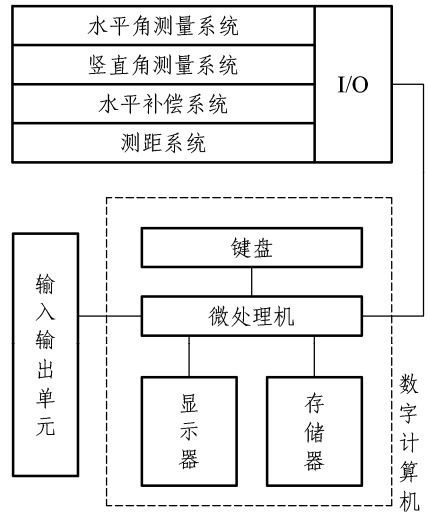 水平角测量系统
竖直角测量系统
水平补偿系统
测距系统
I/O
键盘
微处理机
输入输出单元
显示器
存储器
数字计算机